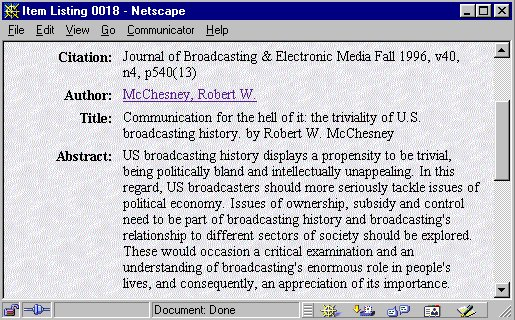 Item Listing 0018 - Netscape
File Edit View Go Communicator Help
Citation: Journal of Broadcasting & Electronic Media Fall 1996, v40,
n4, p540(13)
Author: McChesney, Robert W.
Title: Communication for the hell of it: the triviality of U.S.
broadcasting history. by Robert W. McChesney
Abstract: US broadcasting history displays a propensity to be trivial,
being politically bland and intellectually unappealing. In this
regard, US broadcasters should more seriously tackle issues of
political economy. Issues of ownership, subsidy and control
need to be part of broadcasting history and broadcasting's
relationship to different sectors of society should be explored.
These would occasion a critical examination and an
understanding of broadcasting's enormous role in people's
lives, and consequently, an appreciation of its importance.
Document: Done